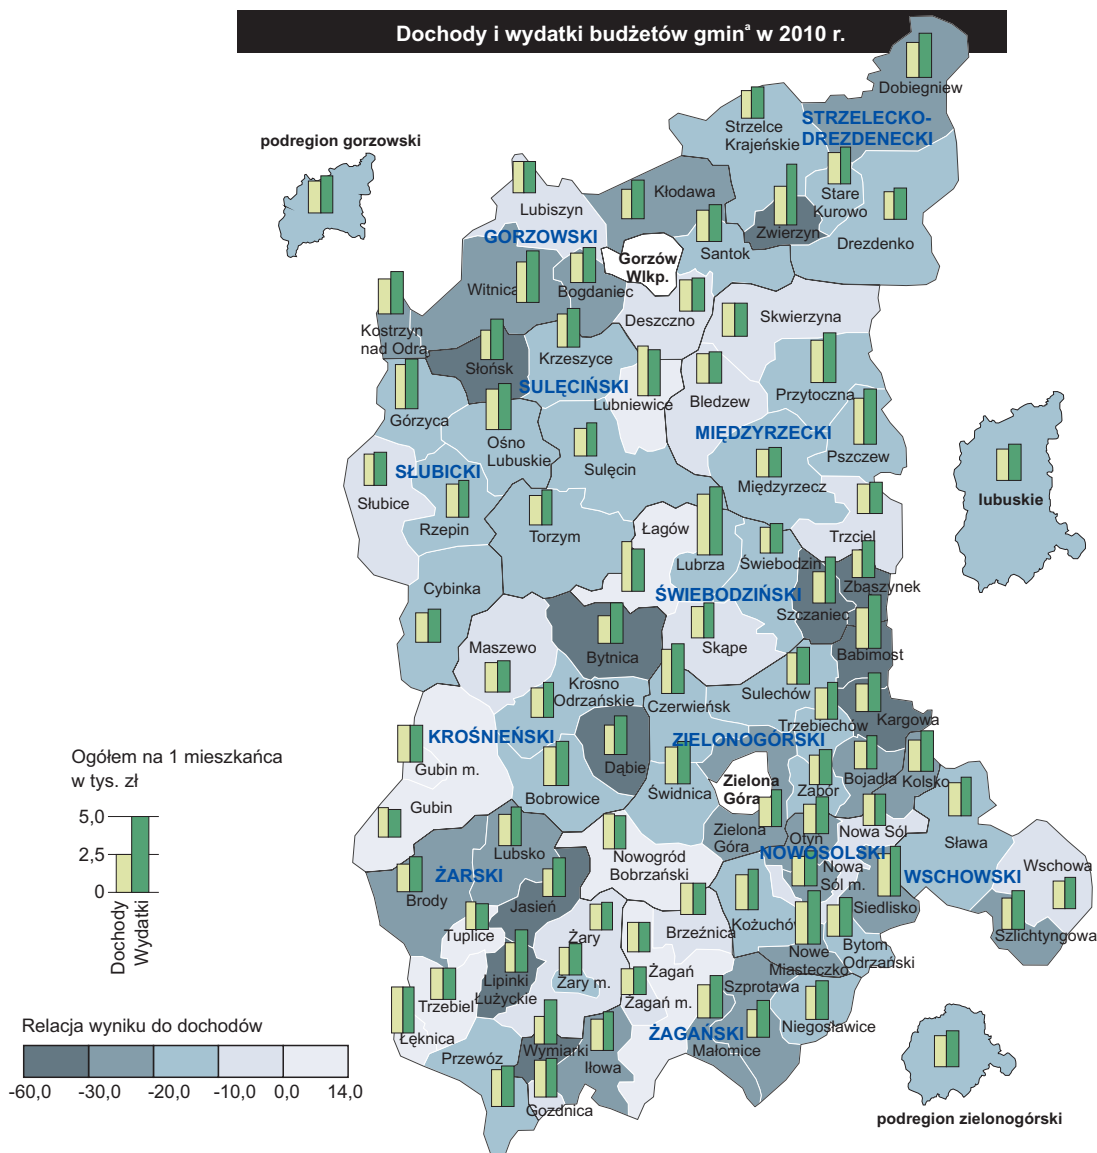 Dochody i wydatki budżetów gmin^a w 2010 r.
Dobiegniew
STRZELECKO-
DREZDENECKI
Strzelce
Krajeńskie
podregion gorzowski
Kłodawa
Stare
Kurowo
Lubiszyn
Zwierzyn
Drezdenko
GORZOWSKI
Santok
Gorzów
Wlkp.
Witnica
Bogdaniec
Deszczno
Skwierzyna
Kostrzyn
nad Odrą
Krzeszyce
Słońsk
SULĘCIŃSKI
Lubniewice
Bledzew
Przytoczna
Górzyca
MIĘDZYRZECKI
Ośno
Lubuskie
Sulęcin
Pszczew
SŁUBICKI
Międzyrzecz
lubuskie
Słubice
Rzepin
Torzym
Łagów
Trzciel
Lubrza
Świebodzin
Cybinka
ŚWIEBODZIŃSKI
Zbąszynek
Szczaniec
Maszewo
Bytnica
Skąpe
Babimost
Krosno
Odrzańskie
Czerwieńsk
Sulechów
Trzebiechów
Kargowa
KROŚNIEŃSKI
ZIELONOGÓRSKI
Ogółem na 1 mieszkańca
w tys. zł
Gubin m.
Dąbie
Zielona
Góra
Bojadła
Kolsko
Bobrowice
Świdnica
Zabór
Gubin
5,0
2,5
0
Dochody
Wydatki
Zielona
Góra
Otyń
Nowa Sól
Sława
Lubsko
Nowogród
Bobrzański
NOWOSOLSKI
Wschowa
ŻARSKI
Nowa
Sól m.
WSCHOWSKI
Brody
Jasień
Siedlisko
Tuplice
Żary
Brzeźnica
Kożuchów
Szlichtyngowa
Nowe
Miasteczko
Bytom
Odrzański
Lipinki
Łużyckie
Żary m.
Żagań
Trzebiel
Żagań m.
Szprotawa
Relacja wyniku do dochodów
Łęknica
Niegosławice
ŻAGAŃSKI
Przewóz
Wymiarki
Iłowa
Małomice
-60,0 -30,0 -20,0 -10,0 0,0 14,0
Gozdnica
podregion zielonogórski